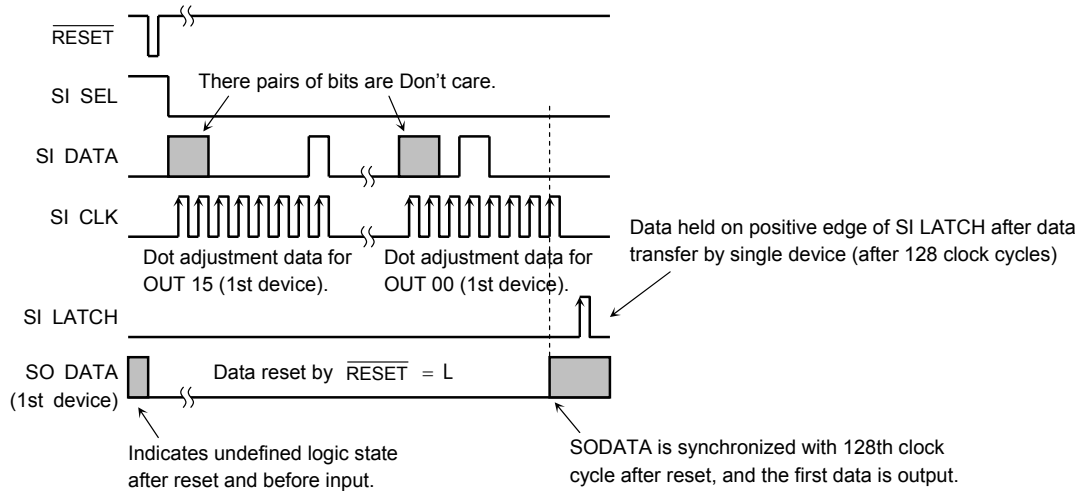 RESET
SI SEL
There pairs of bits are Don't care.
SI DATA
SI CLK
Dot adjustment data for
OUT 15 (1st device).
Dot adjustment data for
OUT 00 (1st device).
Data held on positive edge of SI LATCH after data
transfer by single device (after 128 clock cycles)
SI LATCH
SO DATA
(1st device)
Data reset by RESET = L
Indicates undefined logic state
after reset and before input.
SODATA is synchronized with 128th clock
cycle after reset, and the first data is output.